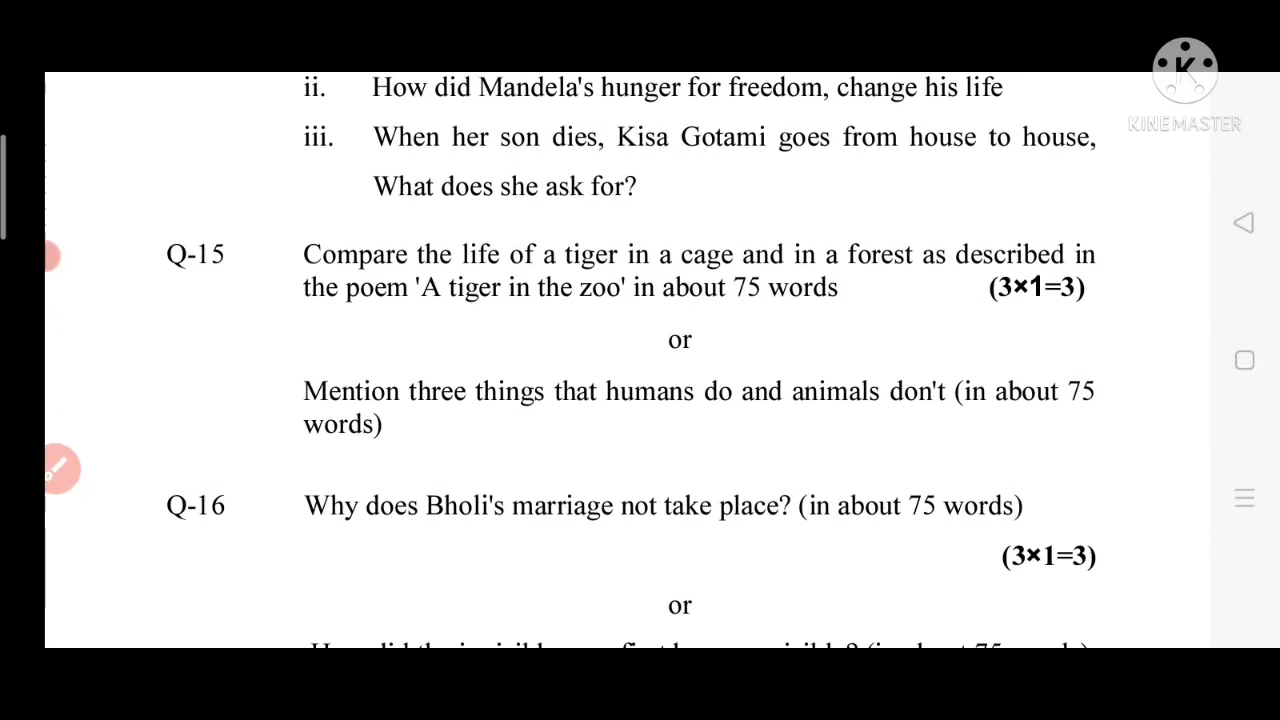 KINEMASTER
ii. How did Mandela's hunger for freedom, change his life
iii. When her son dies, Kisa Gotami goes from house to house,
What does she ask for?
Q-15 Compare the life of a tiger in a cage and in a forest as described in
the poem 'A tiger in the zoo' in about 75 words (3×1=3)
or
Mention three things that humans do and animals don't (in about 75
words)
Q-16 Why does Bholi's marriage not take place? (in about 75 words)
(3×1=3)
or